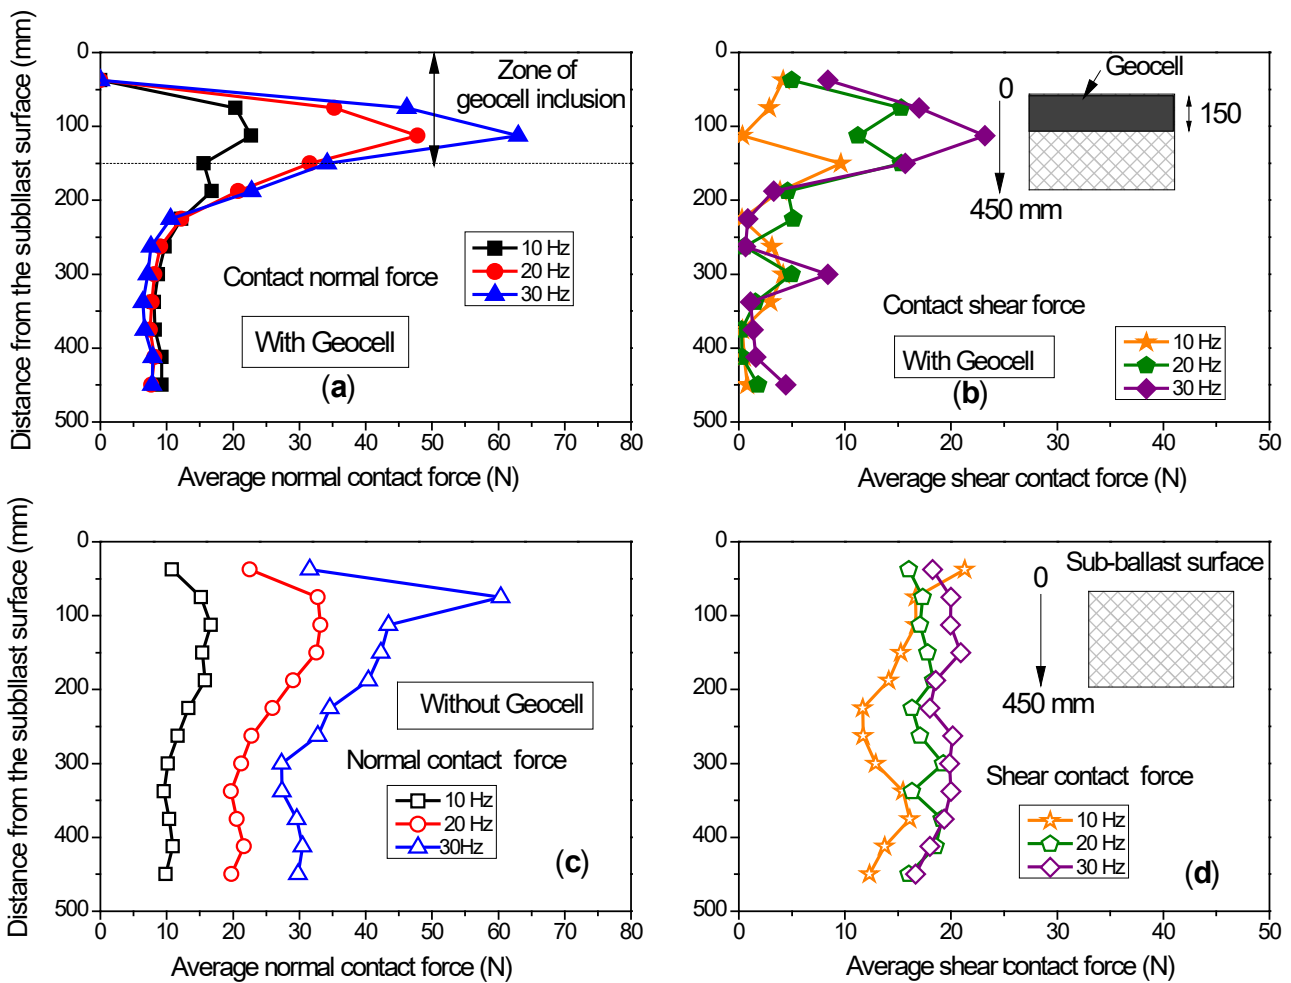 Distance from the subbllast surface (mm)
0
100
200
300
400
500
0 10 20 30 40 50 60 70 80
Average normal contact force (N)
Zone of
geocell inclusion
Contact normal force
10 Hz
20 Hz
30 Hz
With Geocell
(a)
0
100
200
300
400
500
0 10 20 30 40 50
Average shear contact force (N)
Geocell
0
150
450 mm
Contact shear force
10 Hz
20 Hz
30 Hz
With Geocell
(b)
Distance from the subbllast surface (mm)
0
100
200
300
400
500
0 10 20 30 40 50 60 70 80
Average normal contact force (N)
Without Geocell
Normal contact force
10 Hz
20 Hz
30Hz
(c)
0
100
200
300
400
500
0 10 20 30 40 50
Average shear contact force (N)
Sub-ballast surface
0
450 mm
Shear contact force
10 Hz
20 Hz
30 Hz
(d)